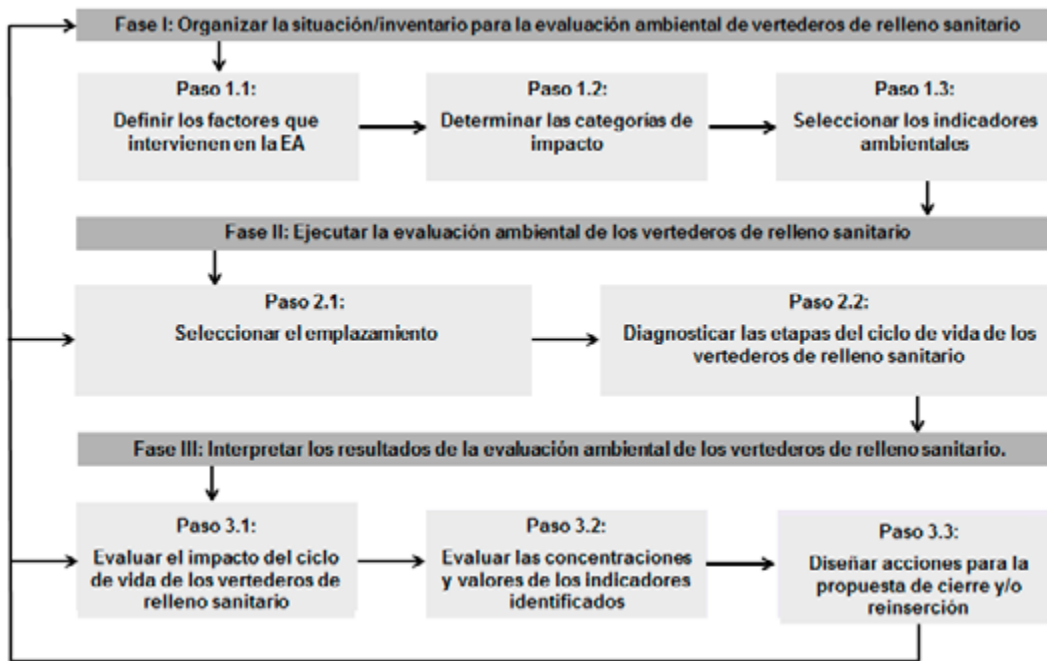 Fase I: Organizar la situación/inventario para la evaluación ambiental de vertederos de relleno sanitario
Paso 1.1:
Definir los factores que
intervienen en la EA
Paso 1.2:
Determinar las categorías de
impacto
Paso 1.3:
Seleccionar los indicadores
ambientales
Fase II: Ejecutar la evaluación ambiental de los vertederos de relleno sanitario
Paso 2.1:
Seleccionar el emplazamiento
Paso 2.2:
Diagnosticar las etapas del ciclo de vida de los
vertederos de relleno sanitario
Fase III: Interpretar los resultados de la evaluación ambiental de los vertederos de relleno sanitario.
Paso 3.1:
Evaluar el impacto del ciclo
de vida de los vertederos de
relleno sanitario
Paso 3.2:
Evaluar las concentraciones
y valores de los indicadores
identificados
Paso 3.3:
Diseñar acciones para la
propuesta de cierre y/o
reinserción